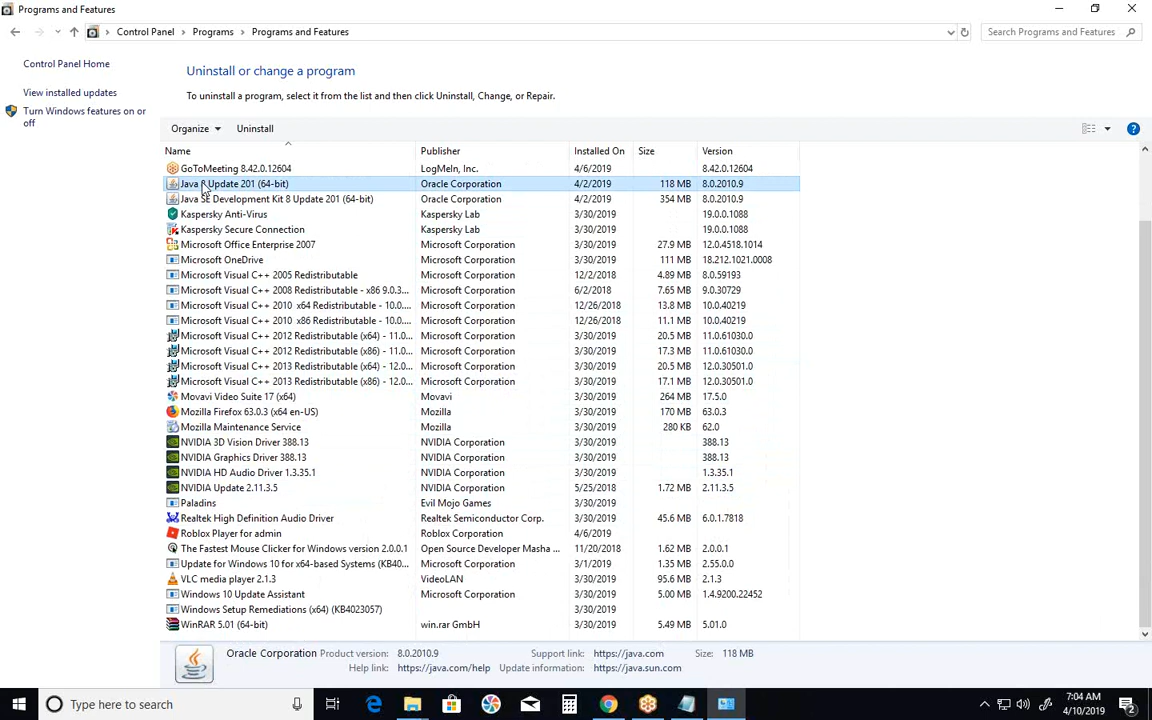 Programs and Features
Control Panel > Programs > Programs and Features
Search Programs and Features
Control Panel Home
View installed updates
Turn Windows features on or
off
Uninstall or change a program
To uninstall a program, select it from the list and then click Uninstall, Change, or Repair.
Organize Uninstall
Name Publisher Installed On Size Version
GoToMeeting 8.42.0.12604 LogMeIn, Inc. 4/6/2019 8.42.0.12604
Java 8 Update 201 (64-bit) Oracle Corporation 4/2/2019 118 MB 8.0.2010.9
Java SE Development Kit 8 Update 201 (64-bit) Oracle Corporation 4/2/2019 354 MB 8.0.2010.9
Kaspersky Anti-Virus Kaspersky Lab 3/30/2019 19.0.0.1088
Kaspersky Secure Connection Kaspersky Lab 3/30/2019 19.0.0.1088
Microsoft Office Enterprise 2007 Microsoft Corporation 3/30/2019 27.9 MB 12.0.4518.1014
Microsoft OneDrive Microsoft Corporation 3/30/2019 111 MB 18.212.1021.0008
Microsoft Visual C++ 2005 Redistributable Microsoft Corporation 12/2/2018 4.89 MB 8.0.59193
Microsoft Visual C++ 2008 Redistributable - x86 9.0.3... Microsoft Corporation 6/2/2018 7.65 MB 9.0.30729
Microsoft Visual C++ 2010 x64 Redistributable - 10.0.... Microsoft Corporation 12/26/2018 13.8 MB 10.0.40219
Microsoft Visual C++ 2010 x86 Redistributable - 10.0.... Microsoft Corporation 12/26/2018 11.1 MB 10.0.40219
Microsoft Visual C++ 2012 Redistributable (x64) - 11.0... Microsoft Corporation 3/30/2019 20.5 MB 11.0.61030.0
Microsoft Visual C++ 2012 Redistributable (x86) - 11.0... Microsoft Corporation 3/30/2019 17.3 MB 11.0.61030.0
Microsoft Visual C++ 2013 Redistributable (x64) - 12.0... Microsoft Corporation 3/30/2019 20.5 MB 12.0.30501.0
Microsoft Visual C++ 2013 Redistributable (x86) - 12.0... Microsoft Corporation 3/30/2019 17.1 MB 12.0.30501.0
Movavi Video Suite 17 (x64) Movavi 3/30/2019 264 MB 17.5.0
Mozilla Firefox 63.0.3 (x64 en-US) Mozilla 3/30/2019 170 MB 63.0.3
Mozilla Maintenance Service Mozilla 3/30/2019 280 KB 62.0
NVIDIA 3D Vision Driver 388.13 NVIDIA Corporation 3/30/2019 388.13
NVIDIA Graphics Driver 388.13 NVIDIA Corporation 3/30/2019 388.13
NVIDIA HD Audio Driver 1.3.35.1 NVIDIA Corporation 3/30/2019 1.3.35.1
NVIDIA Update 2.11.3.5 NVIDIA Corporation 5/25/2018 1.72 MB 2.11.3.5
Paladins Evil Mojo Games 3/30/2019
Realtek High Definition Audio Driver Realtek Semiconductor Corp. 3/30/2019 45.6 MB 6.0.1.7818
Roblox Player for admin Roblox Corporation 4/6/2019
The Fastest Mouse Clicker for Windows version 2.0.0.1 Open Source Developer Masha ... 11/20/2018 1.62 MB 2.0.0.1
Update for Windows 10 for x64-based Systems (KB40... Microsoft Corporation 3/1/2019 1.35 MB 2.55.0.0
VLC media player 2.1.3 VideoLAN 3/30/2019 95.6 MB 2.1.3
Windows 10 Update Assistant Microsoft Corporation 3/30/2019 5.00 MB 1.4.9200.22452
Windows Setup Remediations (x64) (KB4023057) 3/30/2019
WinRAR 5.01 (64-bit) win.rar GmbH 3/30/2019 5.49 MB 5.01.0
Oracle Corporation Product version: 8.0.2010.9 Support link: https://java.com Size: 118 MB
Help link: https://java.com/help Update information: https://java.sun.com
Type here to search
7:04 AM
4/10/2019
2